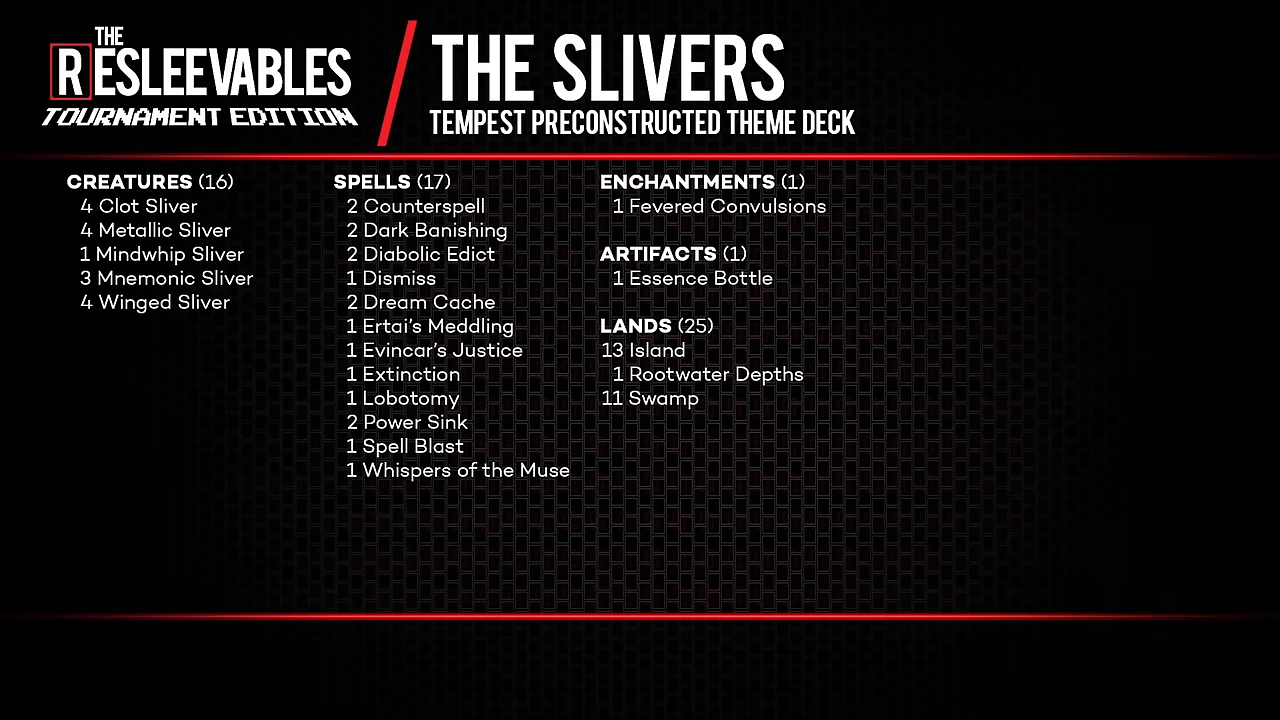 THE
RESLEEVABLES
TOURNAMENT EDITION
THE SLIVERS
TEMPEST PRECONSTRUCTED THEME DECK
CREATURES (16)
4 Clot Sliver
4 Metallic Sliver
1 Mindwhip Sliver
3 Mnemonic Sliver
4 Winged Sliver
SPELLS (17)
2 Counterspell
2 Dark Banishing
2 Diabolic Edict
1 Dismiss
2 Dream Cache
1 Ertai's Meddling
1 Evincar's Justice
1 Extinction
1 Lobotomy
2 Power Sink
1 Spell Blast
1 Whispers of the Muse
ENCHANTMENTS (1)
1 Fevered Convulsions
ARTIFACTS (1)
1 Essence Bottle
LANDS (25)
13 Island
1 Rootwater Depths
11 Swamp